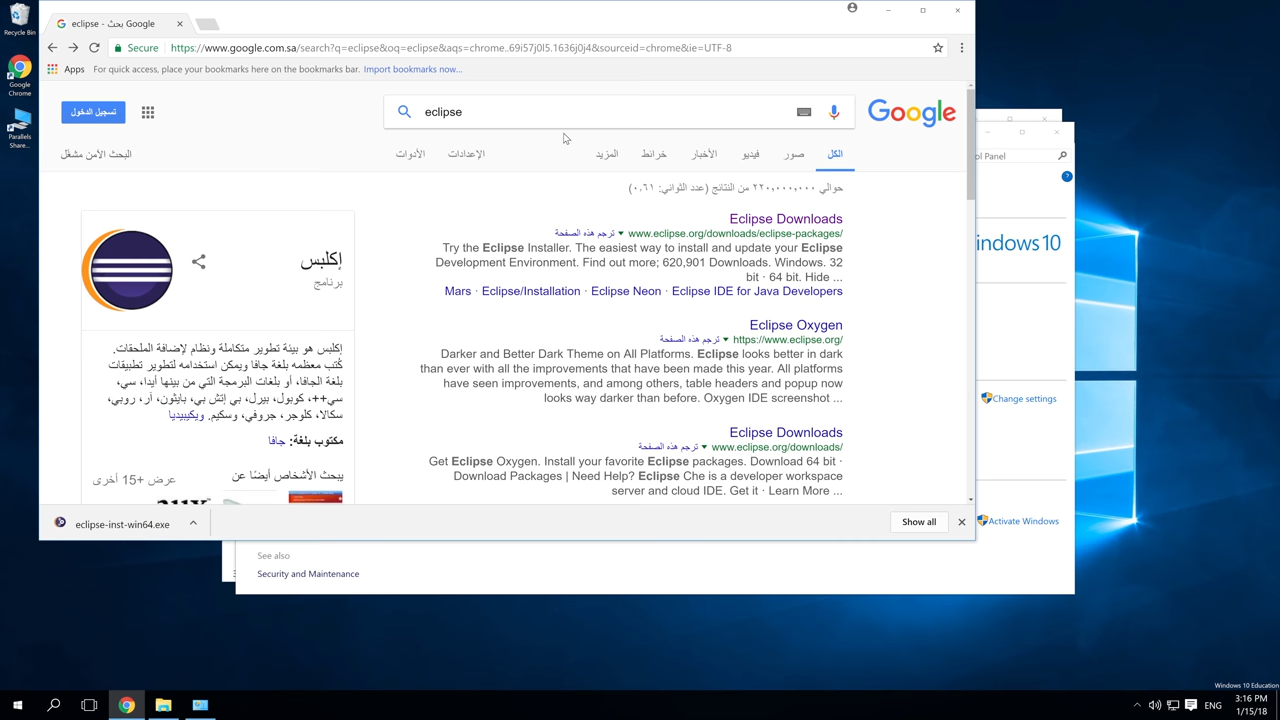 Recycle Bin
Google Chrome
Parallels Share...
eclipse - بحث Google
Secure
https://www.google.com.sa/search?q=eclipse&oq=eclipse&aqs=chrome..69i57j0l5.1636j0j4&sourceid=chrome&ie=UTF-8
Apps
For quick access, place your bookmarks here on the bookmarks bar. Import bookmarks now...
تسجيل الدخول
eclipse
Google
الكل صور فيديو الأخبار خرائط المزيد الإعدادات الأدوات
البحث الآمن مشغّل
حوالي ٢٢٠,٠٠٠,٠٠٠ من النتائج (عدد الثواني: ٠,٦١)
Eclipse Downloads
www.eclipse.org/downloads/eclipse-packages/ ▼ ترجم هذه الصفحة
Try the Eclipse Installer. The easiest way to install and update your Eclipse
Development Environment. Find out more; 620,901 Downloads. Windows. 32
bit · 64 bit. Hide ...
Mars · Eclipse/Installation · Eclipse Neon · Eclipse IDE for Java Developers
Eclipse Oxygen
https://www.eclipse.org/ ▼ ترجم هذه الصفحة
Darker and Better Dark Theme on All Platforms. Eclipse looks better in dark
than ever with all the improvements that have been made this year. All platforms
have seen improvements, and among others, table headers and popup now
looks way darker than before. Oxygen IDE screenshot ...
Eclipse Downloads
www.eclipse.org/downloads/ ▼ ترجم هذه الصفحة
Get Eclipse Oxygen. Install your favorite Eclipse packages. Download 64 bit ·
Download Packages | Need Help? Eclipse Che is a developer workspace
server and cloud IDE. Get it · Learn More ...
إكلبس
برنامج
إكلبس هو بيئة تطوير متكاملة ونظام لإضافة الملحقات.
كُتب معظمه بلغة جافا ويمكن استخدامه لتطوير تطبيقات
بلغة الجافا، أو بلغات البرمجة التي من بينها أيدا، سي،
سي++، كوبول، بيرل، بي إتش بي، بايثون، آر، روبي،
سكالا، كلوجر، جروفي، وسكيم. ويكيبيديا
مكتوب بلغة: جافا
يبحث الأشخاص أيضًا عن
عرض +15 أخرى
eclipse-inst-win64.exe
Show all
ol Panel
indows 10
Change settings
Activate Windows
See also
Security and Maintenance
Windows 10 Education
ENG
3:16 PM
1/15/18